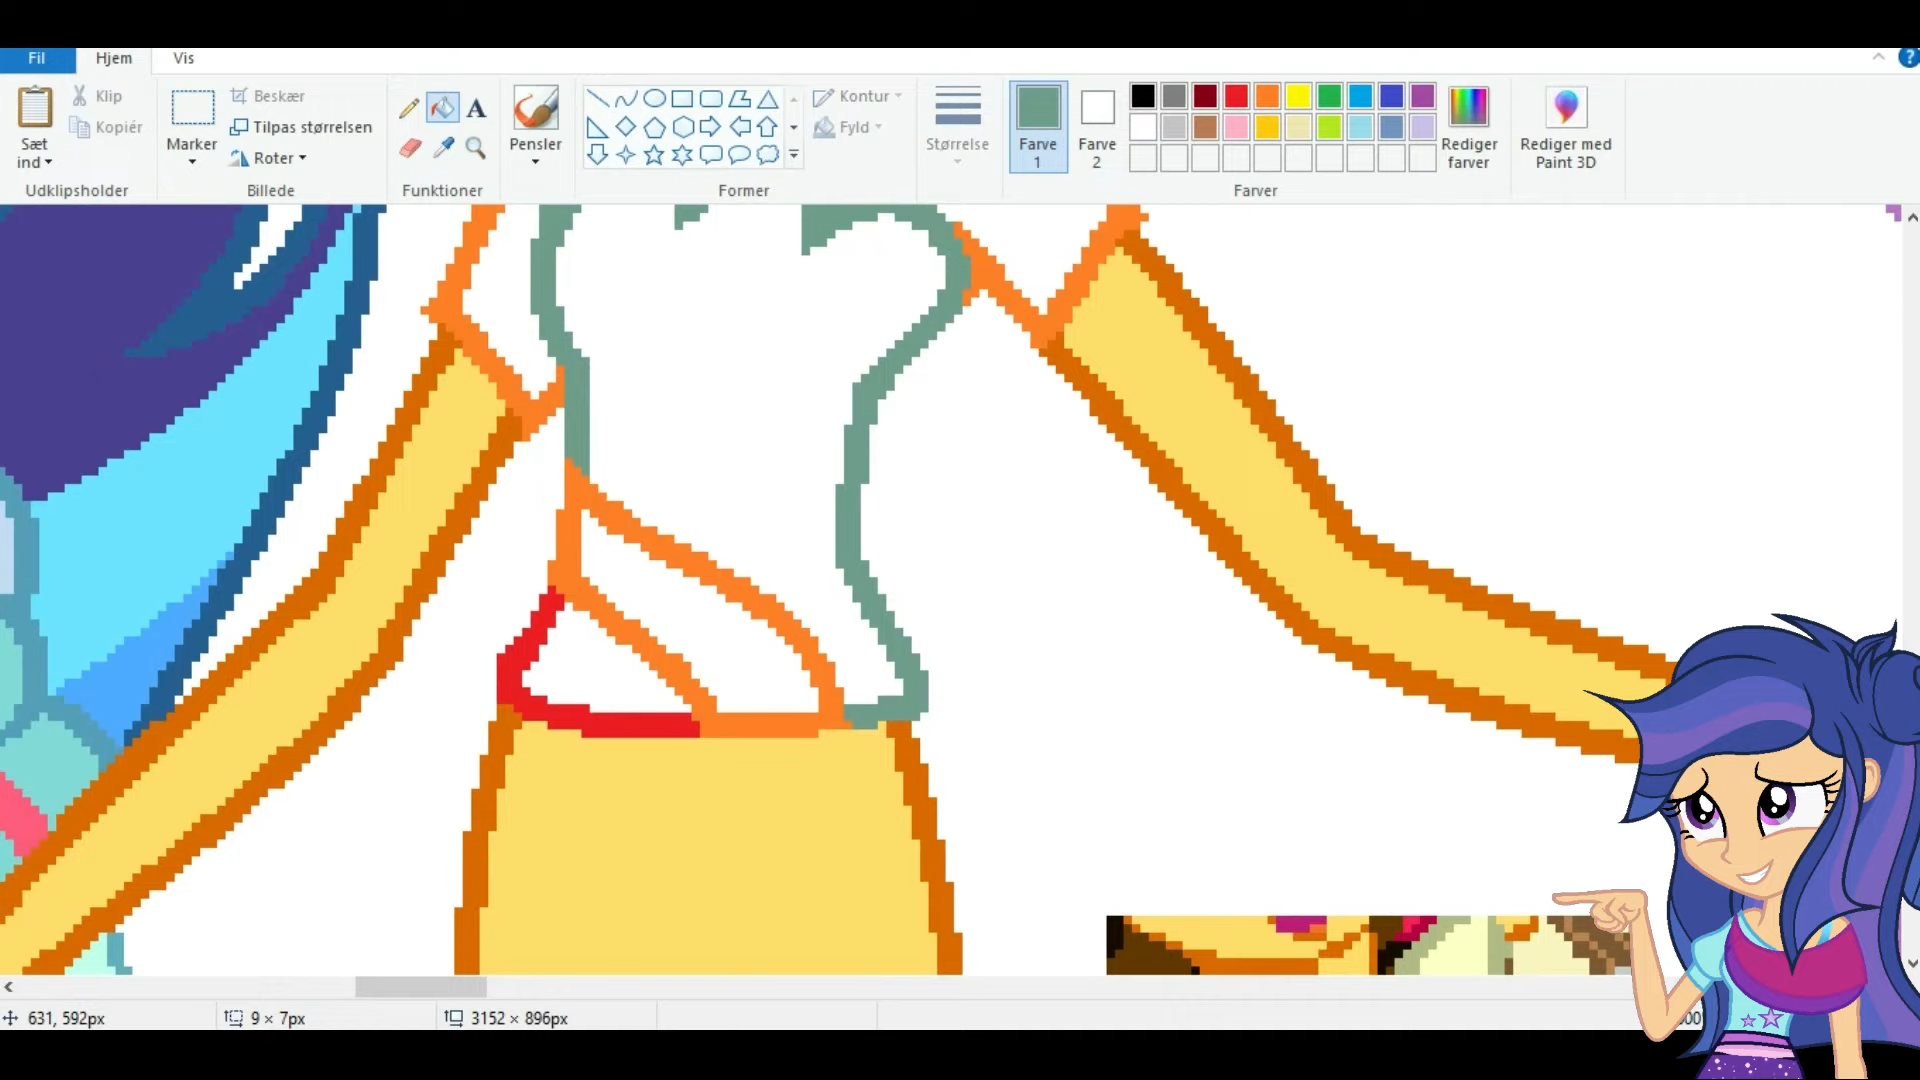 Fil Hjem Vis
Sæt ind
Klip
Kopiér
Udklipsholder
Marker
Beskær
Tilpas størrelsen
Roter
Billede
A
Funktioner
Pensler
Former
Kontur
Fyld
Størrelse
Farve 1
Farve 2
Farver
Rediger farver
Rediger med Paint 3D
?
631, 592px
9 × 7px
3152 × 896px